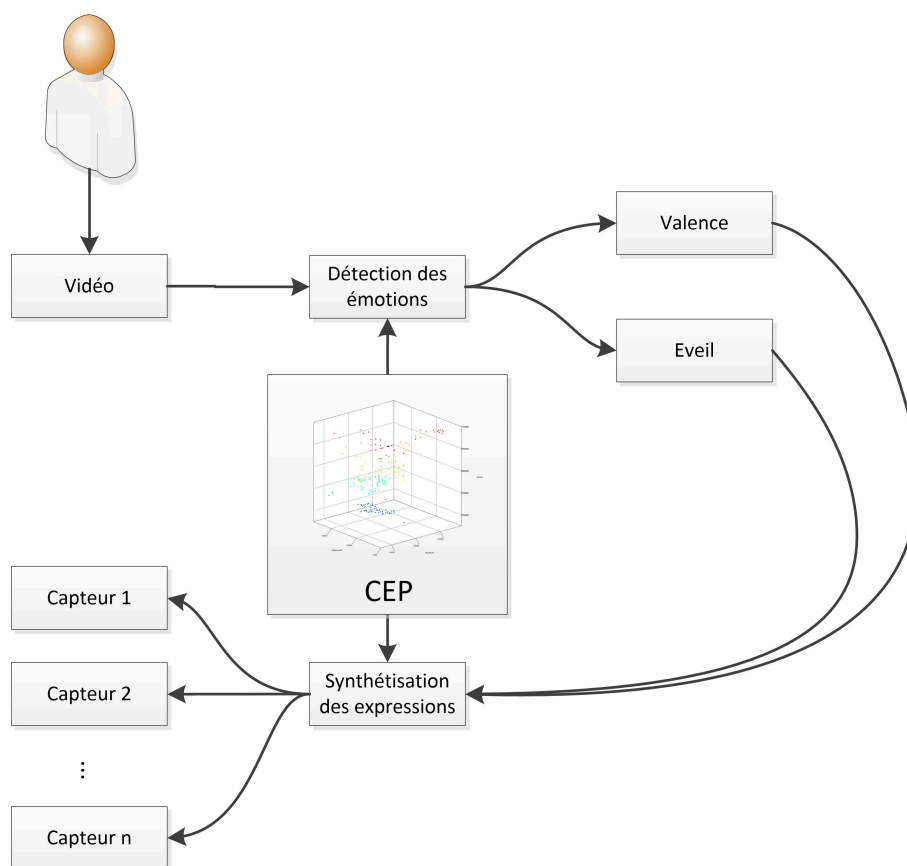 Valence
Vidéo
Détection des
émotions
Eveil
CEP
Capteur 1
Synthétisation
des expressions
Capteur 2
⋮
Capteur n